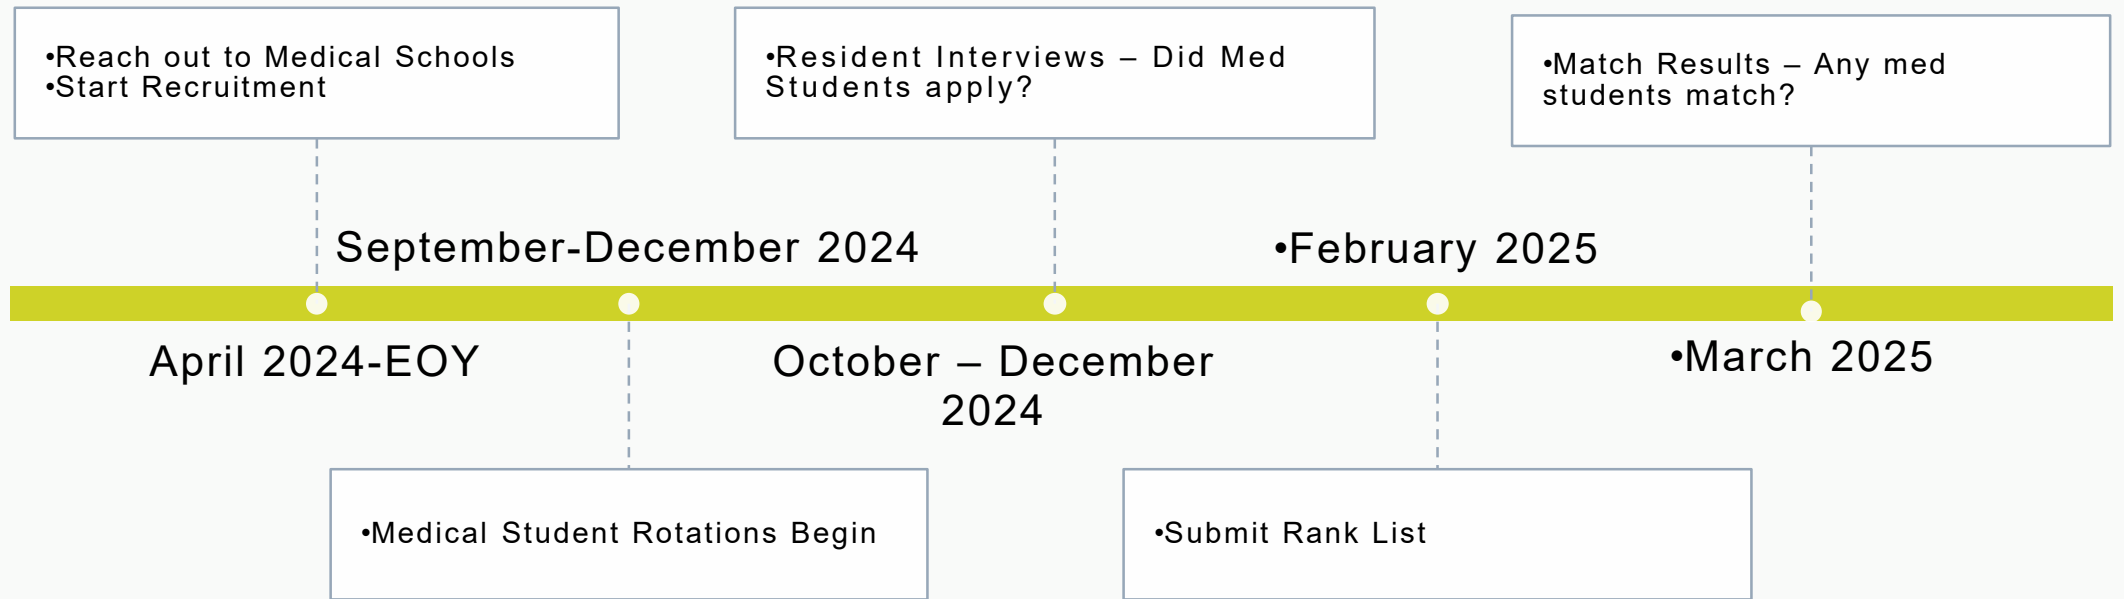 •Reach out to Medical Schools
•Start Recruitment
•Resident Interviews – Did Med
Students apply?
•Match Results – Any med
students match?
September-December 2024
•February 2025
April 2024-EOY
October – December
2024
•March 2025
•Medical Student Rotations Begin
•Submit Rank List